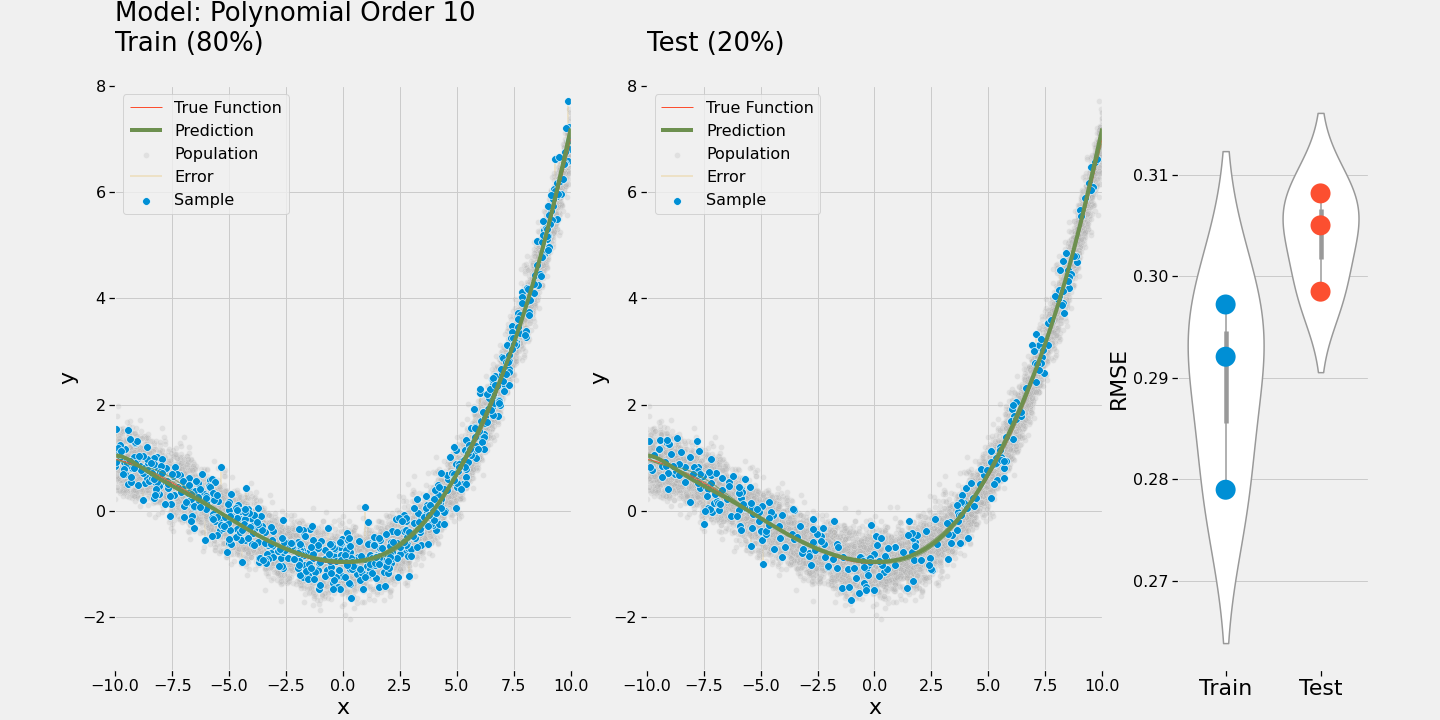 Model: Polynomial Order 10
Train (80%)
Test (20%)
8
6
4
2
0
−2
y
True Function
Prediction
Population
Error
Sample
−10.0 −7.5 −5.0 −2.5 0.0 2.5 5.0 7.5 10.0
x
8
6
4
2
0
−2
y
True Function
Prediction
Population
Error
Sample
−10.0 −7.5 −5.0 −2.5 0.0 2.5 5.0 7.5 10.0
x
0.31
0.30
0.29
0.28
0.27
RMSE
Train Test